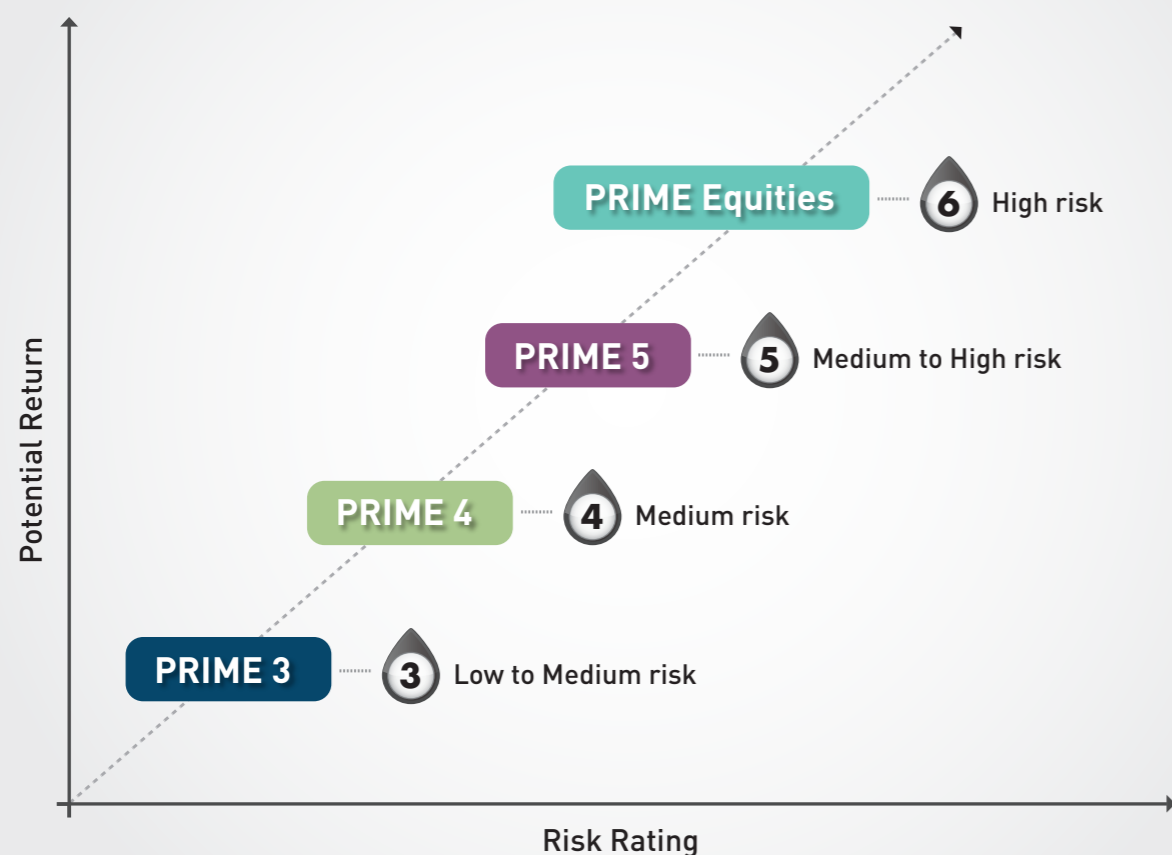 PRIME Equities
6
High risk
PRIME 5
5
Medium to High risk
PRIME 4
4
Medium risk
PRIME 3
3
Low to Medium risk
Potential Return
Risk Rating